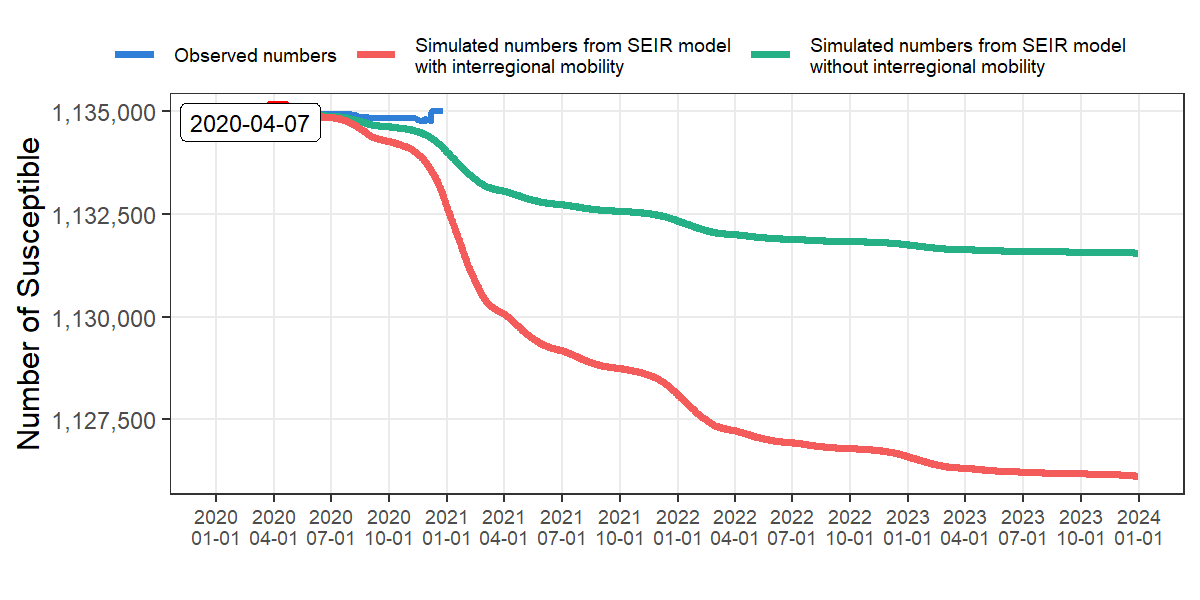 Observed numbers
Simulated numbers from SEIR model
with interregional mobility
Simulated numbers from SEIR model
without interregional mobility
Number of Susceptible
1,135,000
1,132,500
1,130,000
1,127,500
2020-04-07
2020 2020 2020 2020 2021 2021 2021 2021 2022 2022 2022 2022 2023 2023 2023 2023 2024
01-01 04-01 07-01 10-01 01-01 04-01 07-01 10-01 01-01 04-01 07-01 10-01 01-01 04-01 07-01 10-01 01-01